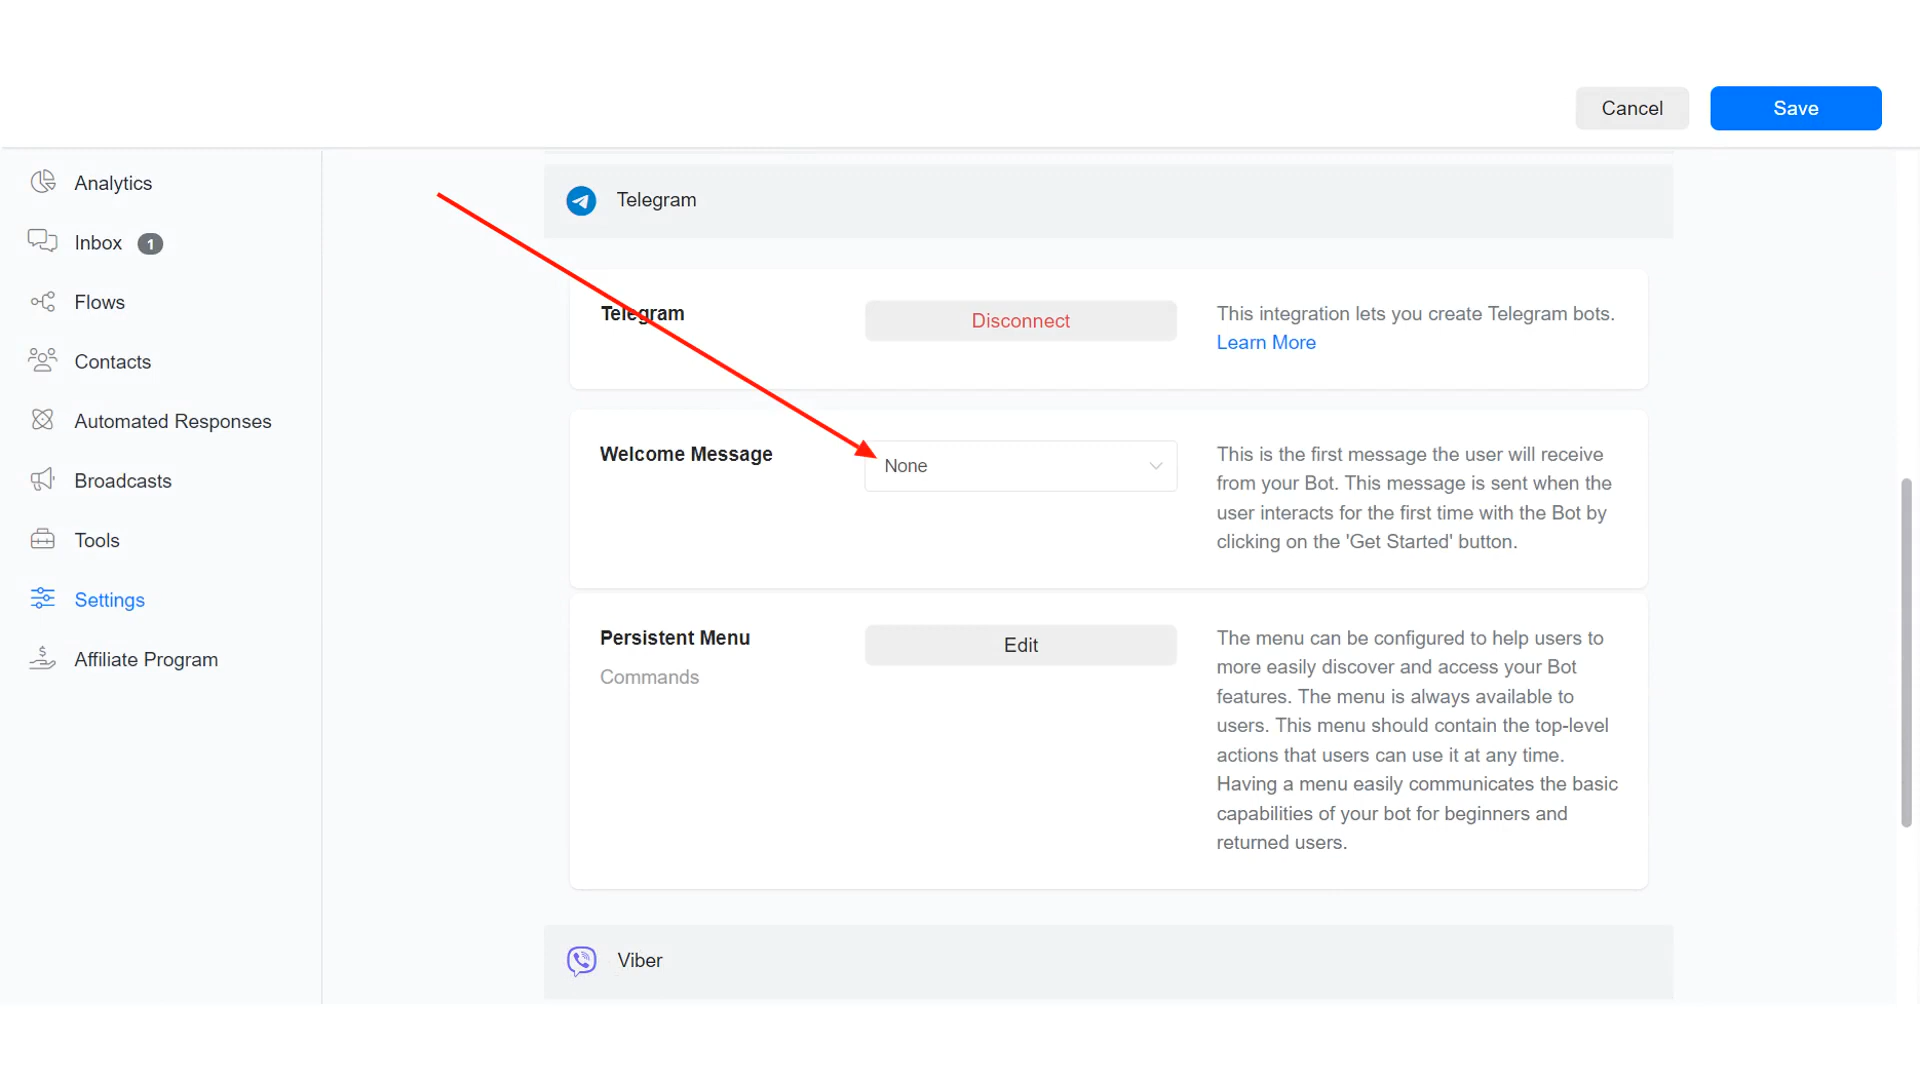 Cancel
Save
Analytics
Inbox 1
Flows
Contacts
Automated Responses
Broadcasts
Tools
Settings
Affiliate Program
Telegram
Telegram
Disconnect
This integration lets you create Telegram bots.
Learn More
Welcome Message
None
This is the first message the user will receive
from your Bot. This message is sent when the
user interacts for the first time with the Bot by
clicking on the 'Get Started' button.
Persistent Menu
Commands
Edit
The menu can be configured to help users to
more easily discover and access your Bot
features. The menu is always available to
users. This menu should contain the top-level
actions that users can use it at any time.
Having a menu easily communicates the basic
capabilities of your bot for beginners and
returned users.
Viber